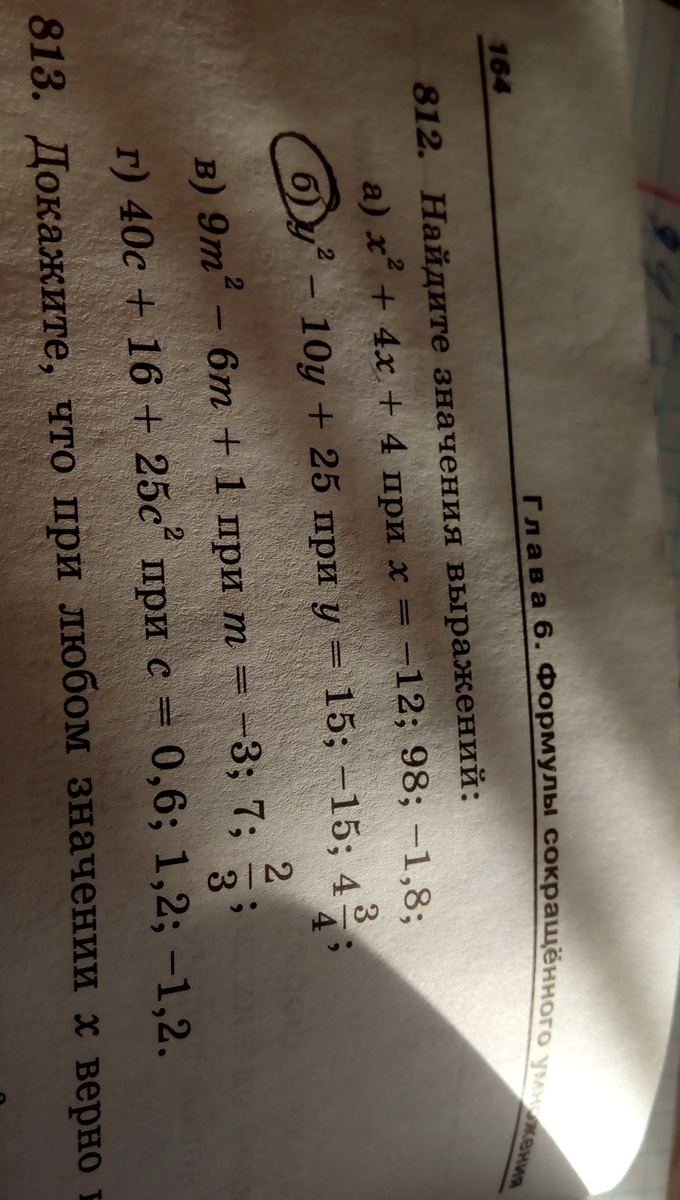 164
Глава 6. Формулы сокращённого умножения
812. Найдите значения выражений:
а) x² + 4x + 4 при x = −12; 98; −1,8;
б) y² − 10y + 25 при y = 15; −15; 4 3/4;
в) 9m² − 6m + 1 при m = −3; 7; 2/3;
г) 40c + 16 + 25c² при c = 0,6; 1,2; −1,2.
813. Докажите, что при любом значении x верно